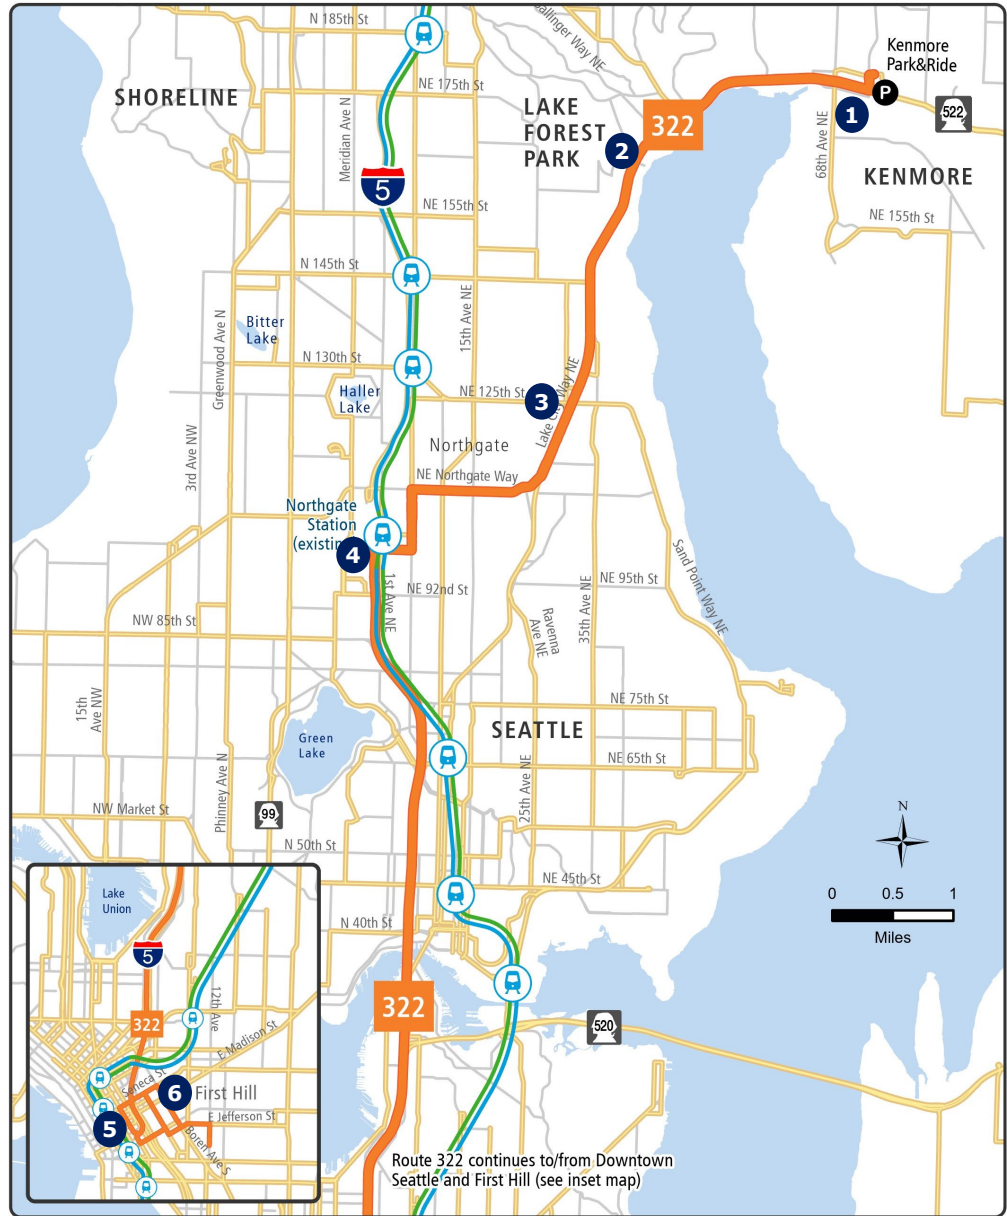 N 185th St
Ballinger Way NE
Kenmore
Park&Ride
NE 175th St
SHORELINE
Meridian Ave N
LAKE
FOREST
PARK
322
P
522
1
2
68th Ave NE
5
KENMORE
NE 155th St
NE 155th St
N 145th St
15th Ave NE
Bitter
Lake
Greenwood Ave N
N 130th St
Haller
Lake
NE 125th St
3
Lake City Way NE
3rd Ave NW
Northgate
NE Northgate Way
Northgate
Station
4
1st Ave NE
NE 92nd St
NE 95th St
Sand Point Way NE
35th Ave NE
Ravenna
Ave NE
NW 85th St
15th
Ave NW
NE 75th St
SEATTLE
Green
Lake
NE 65th St
Phinney Ave N
25th Ave NE
NW Market St
99
N
N 50th St
NE 45th St
0 0.5 1
Miles
N 40th St
322
520
Lake
Union
5
322
12th Ave
E Madison St
Seneca St
6
First Hill
5
E Jefferson St
Boren Ave S
Route 322 continues to/from Downtown
Seattle and First Hill (see inset map)